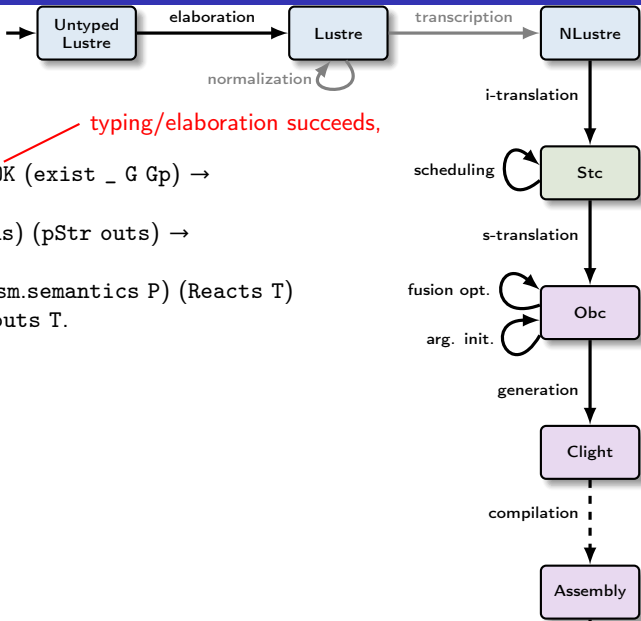 Untyped
Lustre
elaboration
Lustre
transcription
NLustre
normalization
i-translation
typing/elaboration succeeds,
(exist _ G Gp) →
scheduling
Stc
(pStr outs) →
s-translation
sm.semantics P) (Reacts T)
outs T.
fusion opt.
Obc
arg. init.
generation
Clight
compilation
Assembly